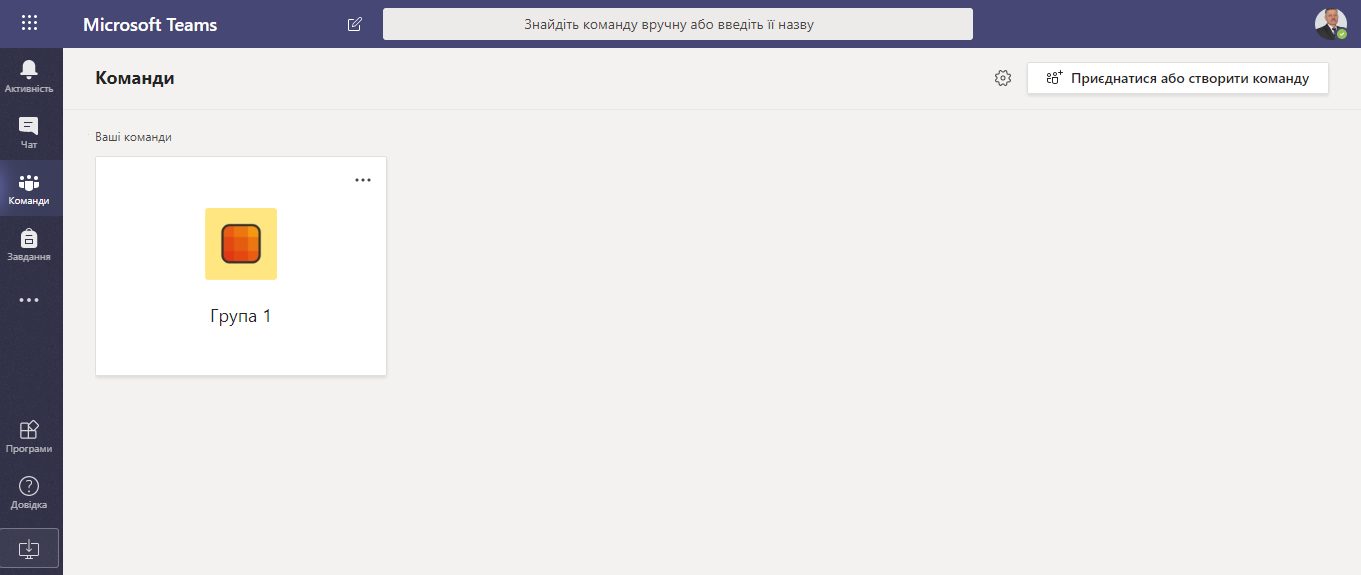 Microsoft Teams
Знайдіть команду вручну або введіть її назву
Активність
Чат
Команди
Завдання
Програми
Довідка
Команди
Приєднатися або створити команду
Ваші команди
Група 1